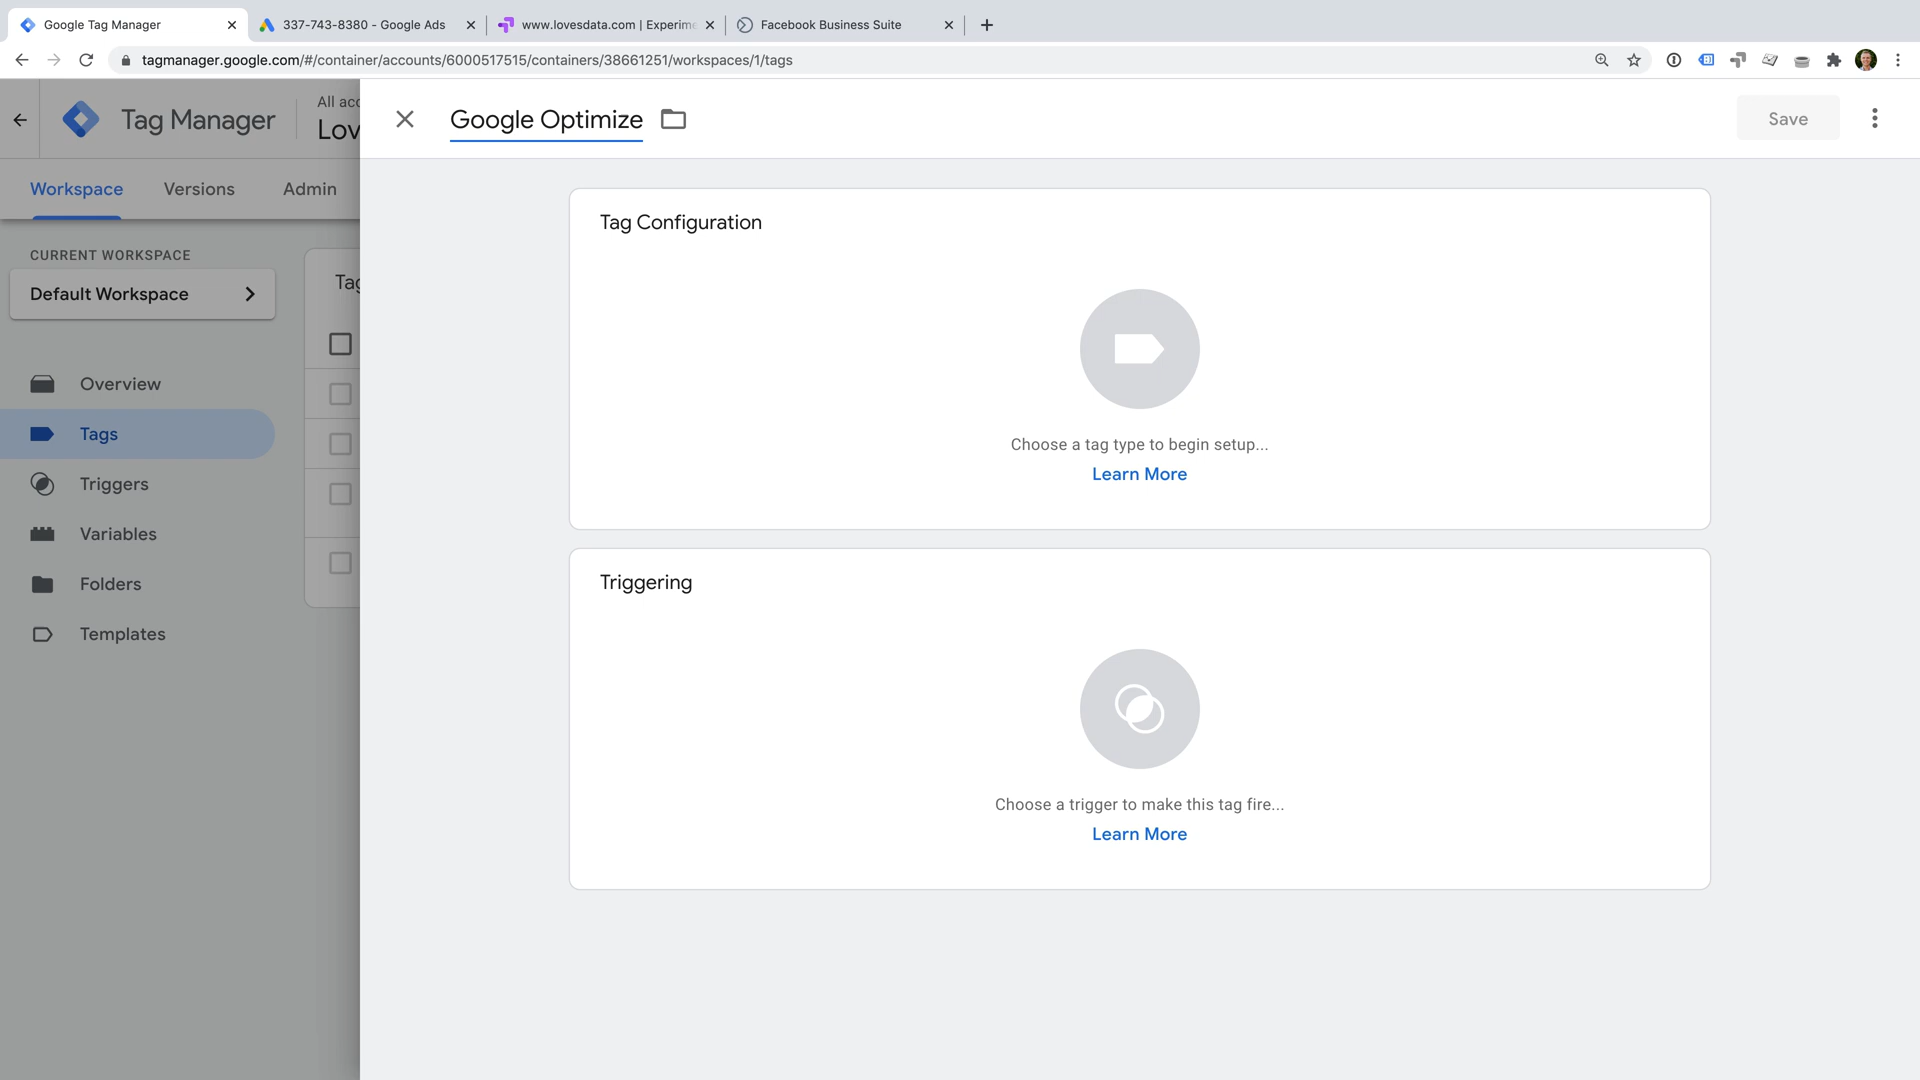 Google Tag Manager
337-743-8380 - Google Ads
www.lovesdata.com | Experime
Facebook Business Suite
tagmanager.google.com/#/container/accounts/6000517515/containers/38661251/workspaces/1/tags
Tag Manager
All acc
Lov
Google Optimize
Save
Workspace
Versions
Admin
CURRENT WORKSPACE
Default Workspace
Tag
Overview
Tags
Triggers
Variables
Folders
Templates
Tag Configuration
Choose a tag type to begin setup...
Learn More
Triggering
Choose a trigger to make this tag fire...
Learn More